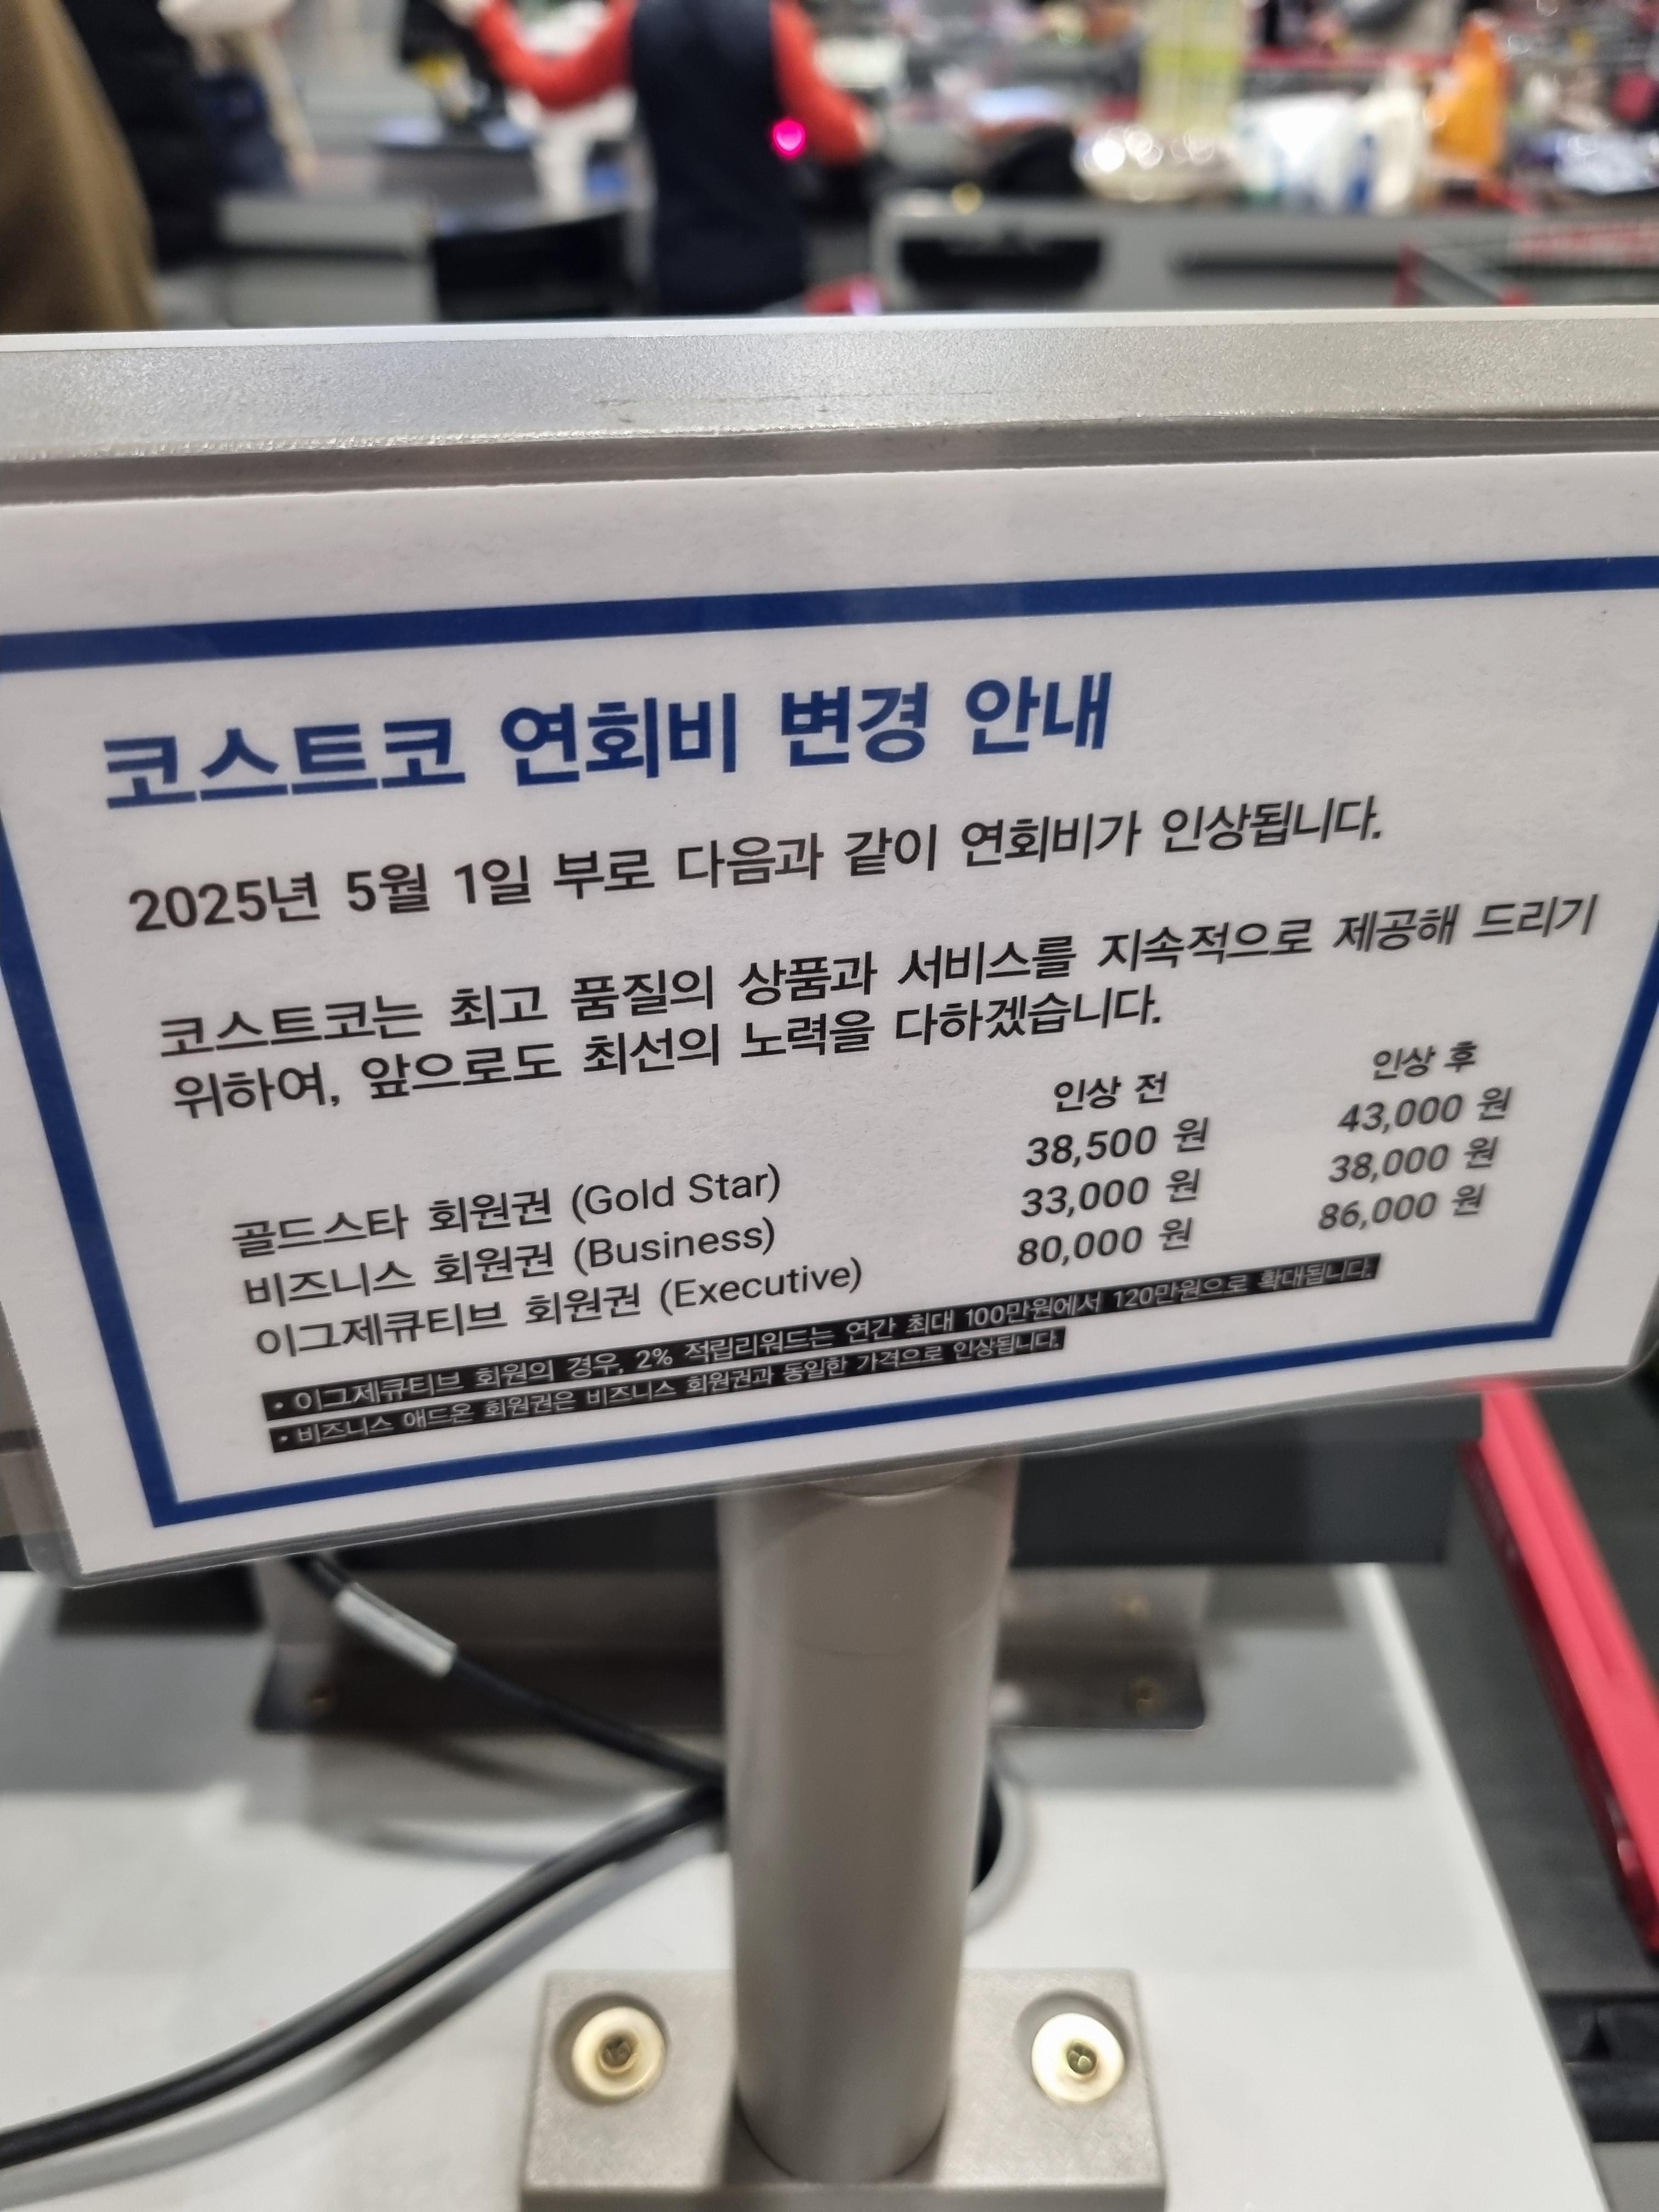 코스트코 연회비 변경 안내
2025년 5월 1일 부로 다음과 같이 연회비가 인상됩니다.
코스트코는 최고 품질의 상품과 서비스를 지속적으로 제공해 드리기
위하여, 앞으로도 최선의 노력을 다하겠습니다.
인상 전 인상 후
골드스타 회원권 (Gold Star) 38,500 원 43,000 원
비즈니스 회원권 (Business) 33,000 원 38,000 원
이그제큐티브 회원권 (Executive) 80,000 원 86,000 원
• 이그제큐티브 회원의 경우, 2% 적립리워드는 연간 최대 100만원에서 120만원으로 확대됩니다.
• 비즈니스 애드온 회원권은 비즈니스 회원권과 동일한 가격으로 인상됩니다.